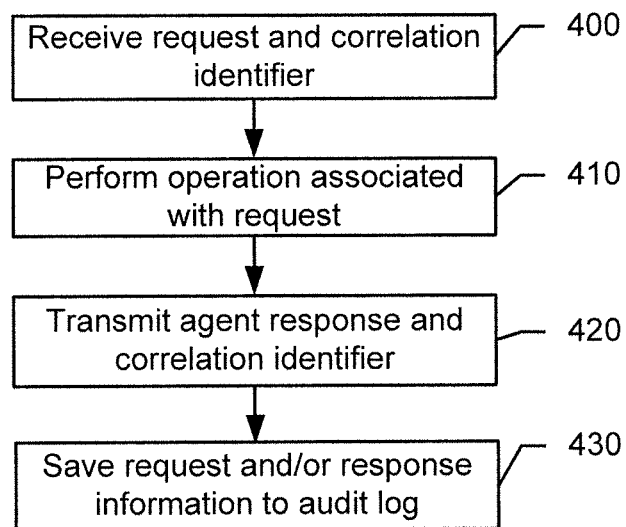 Receive request and correlation
identifier
400
Perform operation associated
with request
410
Transmit agent response and
correlation identifier
420
Save request and/or response
information to audit log
430